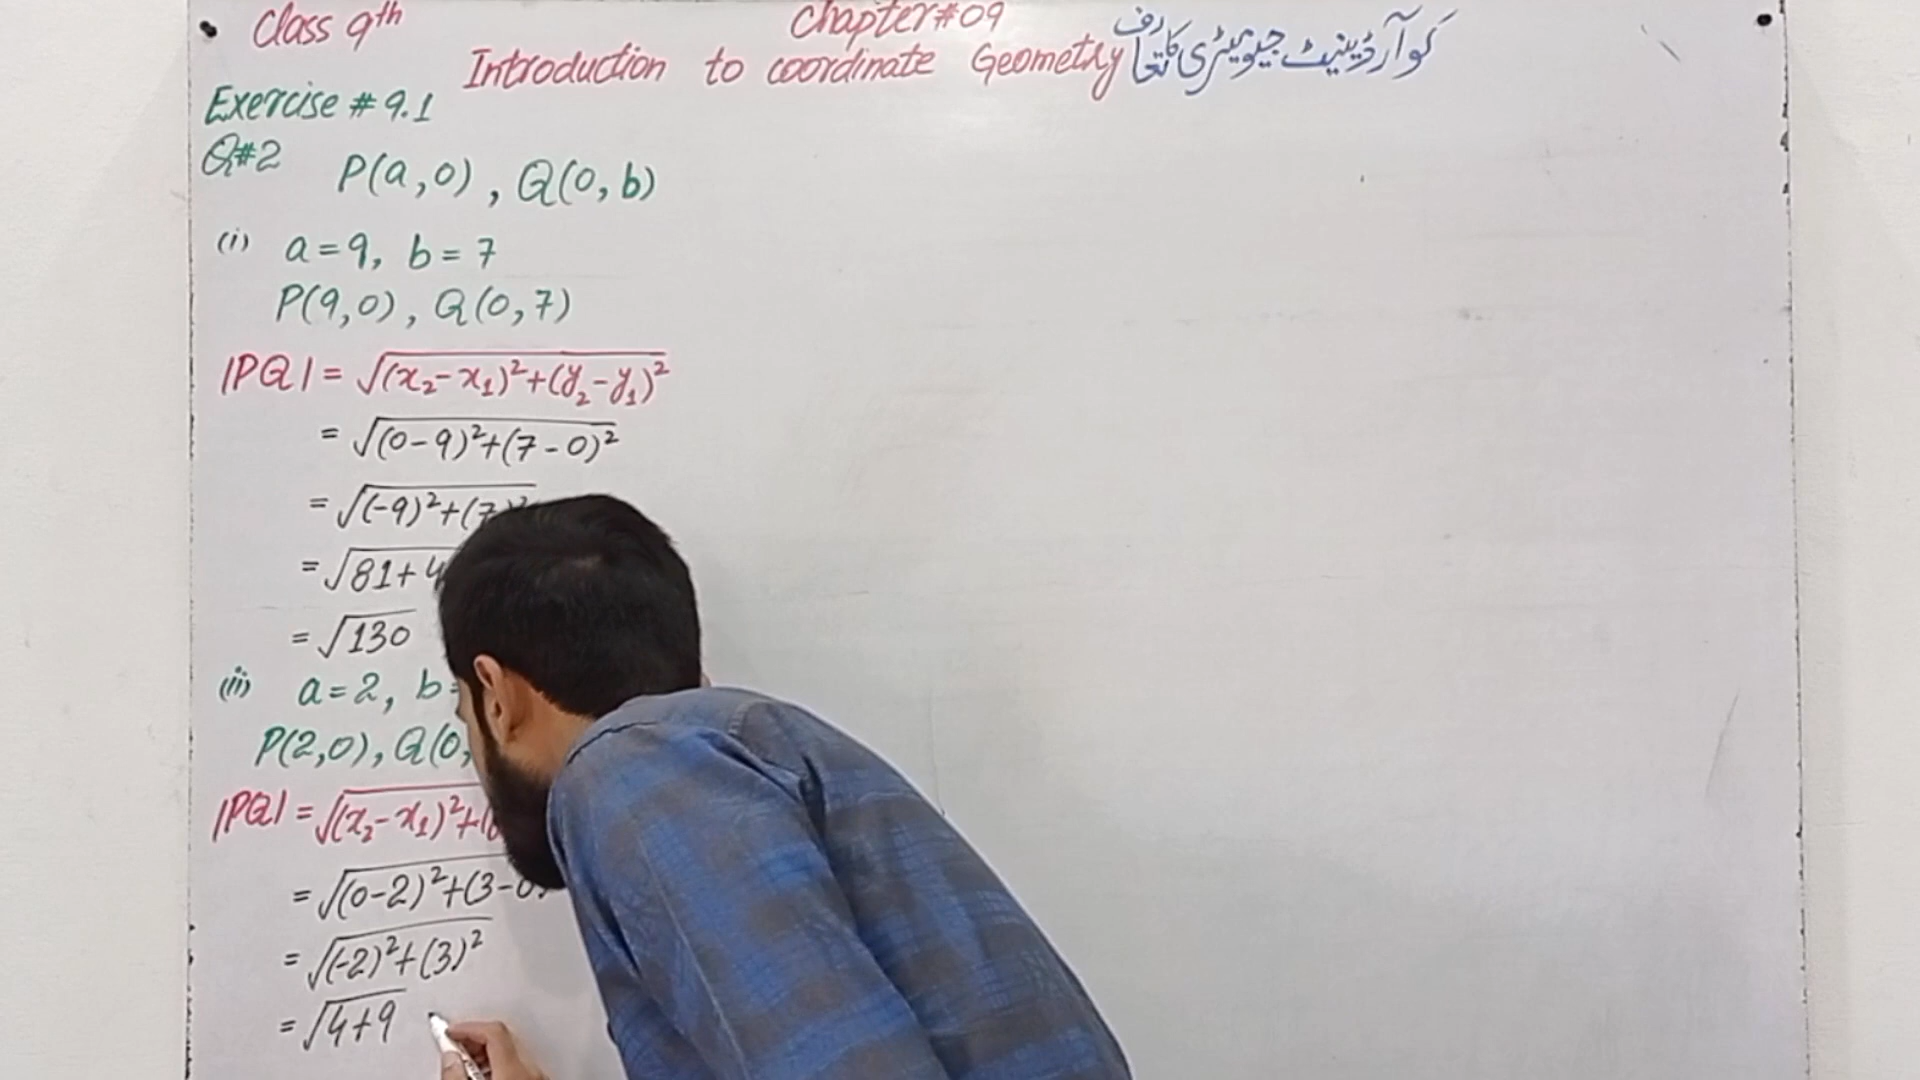 Class 9th Chapter#09
Introduction to coordinate Geometry کوآرڈینیٹ جیومیٹری کا تعارف
Exercise # 9.1
Q#2 P(a,0), Q(0,b)
(i) a=9, b=7
P(9,0), Q(0,7)
|PQ| = √(x₂-x₁)²+(y₂-y₁)²
= √(0-9)²+(7-0)²
= √(-9)²+(7)²
= √81+4
= √130
(ii) a=2, b=
P(2,0), Q(0,
|PQ| = √(x₂-x₁)²+(
= √(0-2)²+(3-0)
= √(-2)²+(3)²
= √4+9